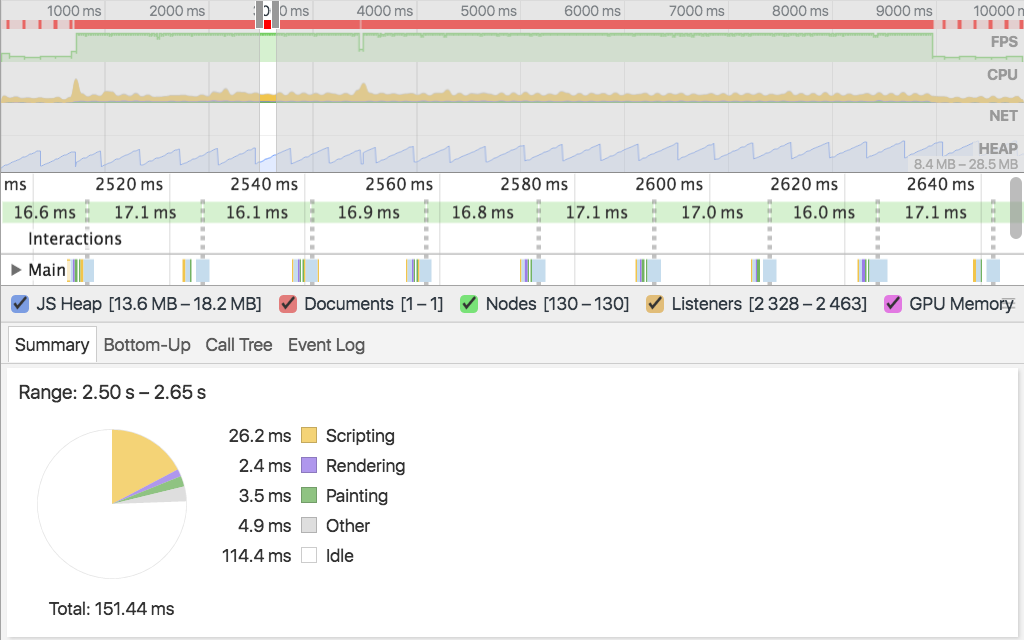 1000 ms 2000 ms 3000 ms 4000 ms 5000 ms 6000 ms 7000 ms 8000 ms 9000 ms 10000 m
FPS
CPU
NET
HEAP
8.4 MB – 28.5 MB
ms 2520 ms 2540 ms 2560 ms 2580 ms 2600 ms 2620 ms 2640 ms
16.6 ms 17.1 ms 16.1 ms 16.9 ms 16.8 ms 17.1 ms 17.0 ms 16.0 ms 17.1 ms
Interactions
Main
JS Heap [13.6 MB – 18.2 MB] Documents [1 – 1] Nodes [130 – 130] Listeners [2 328 – 2 463] GPU Memory
Summary Bottom-Up Call Tree Event Log
Range: 2.50 s – 2.65 s
26.2 ms Scripting
2.4 ms Rendering
3.5 ms Painting
4.9 ms Other
114.4 ms Idle
Total: 151.44 ms